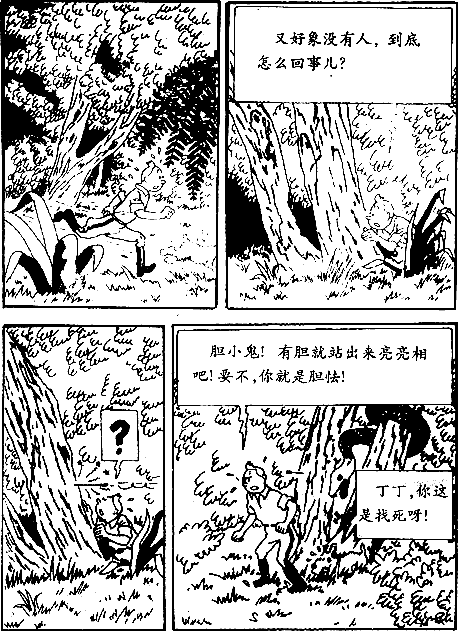 又好象没有人，到底
怎么回事儿？
?
胆小鬼！有胆就站出来亮亮相
吧！要不，你就是胆怯！
丁丁，你这
是找死呀！